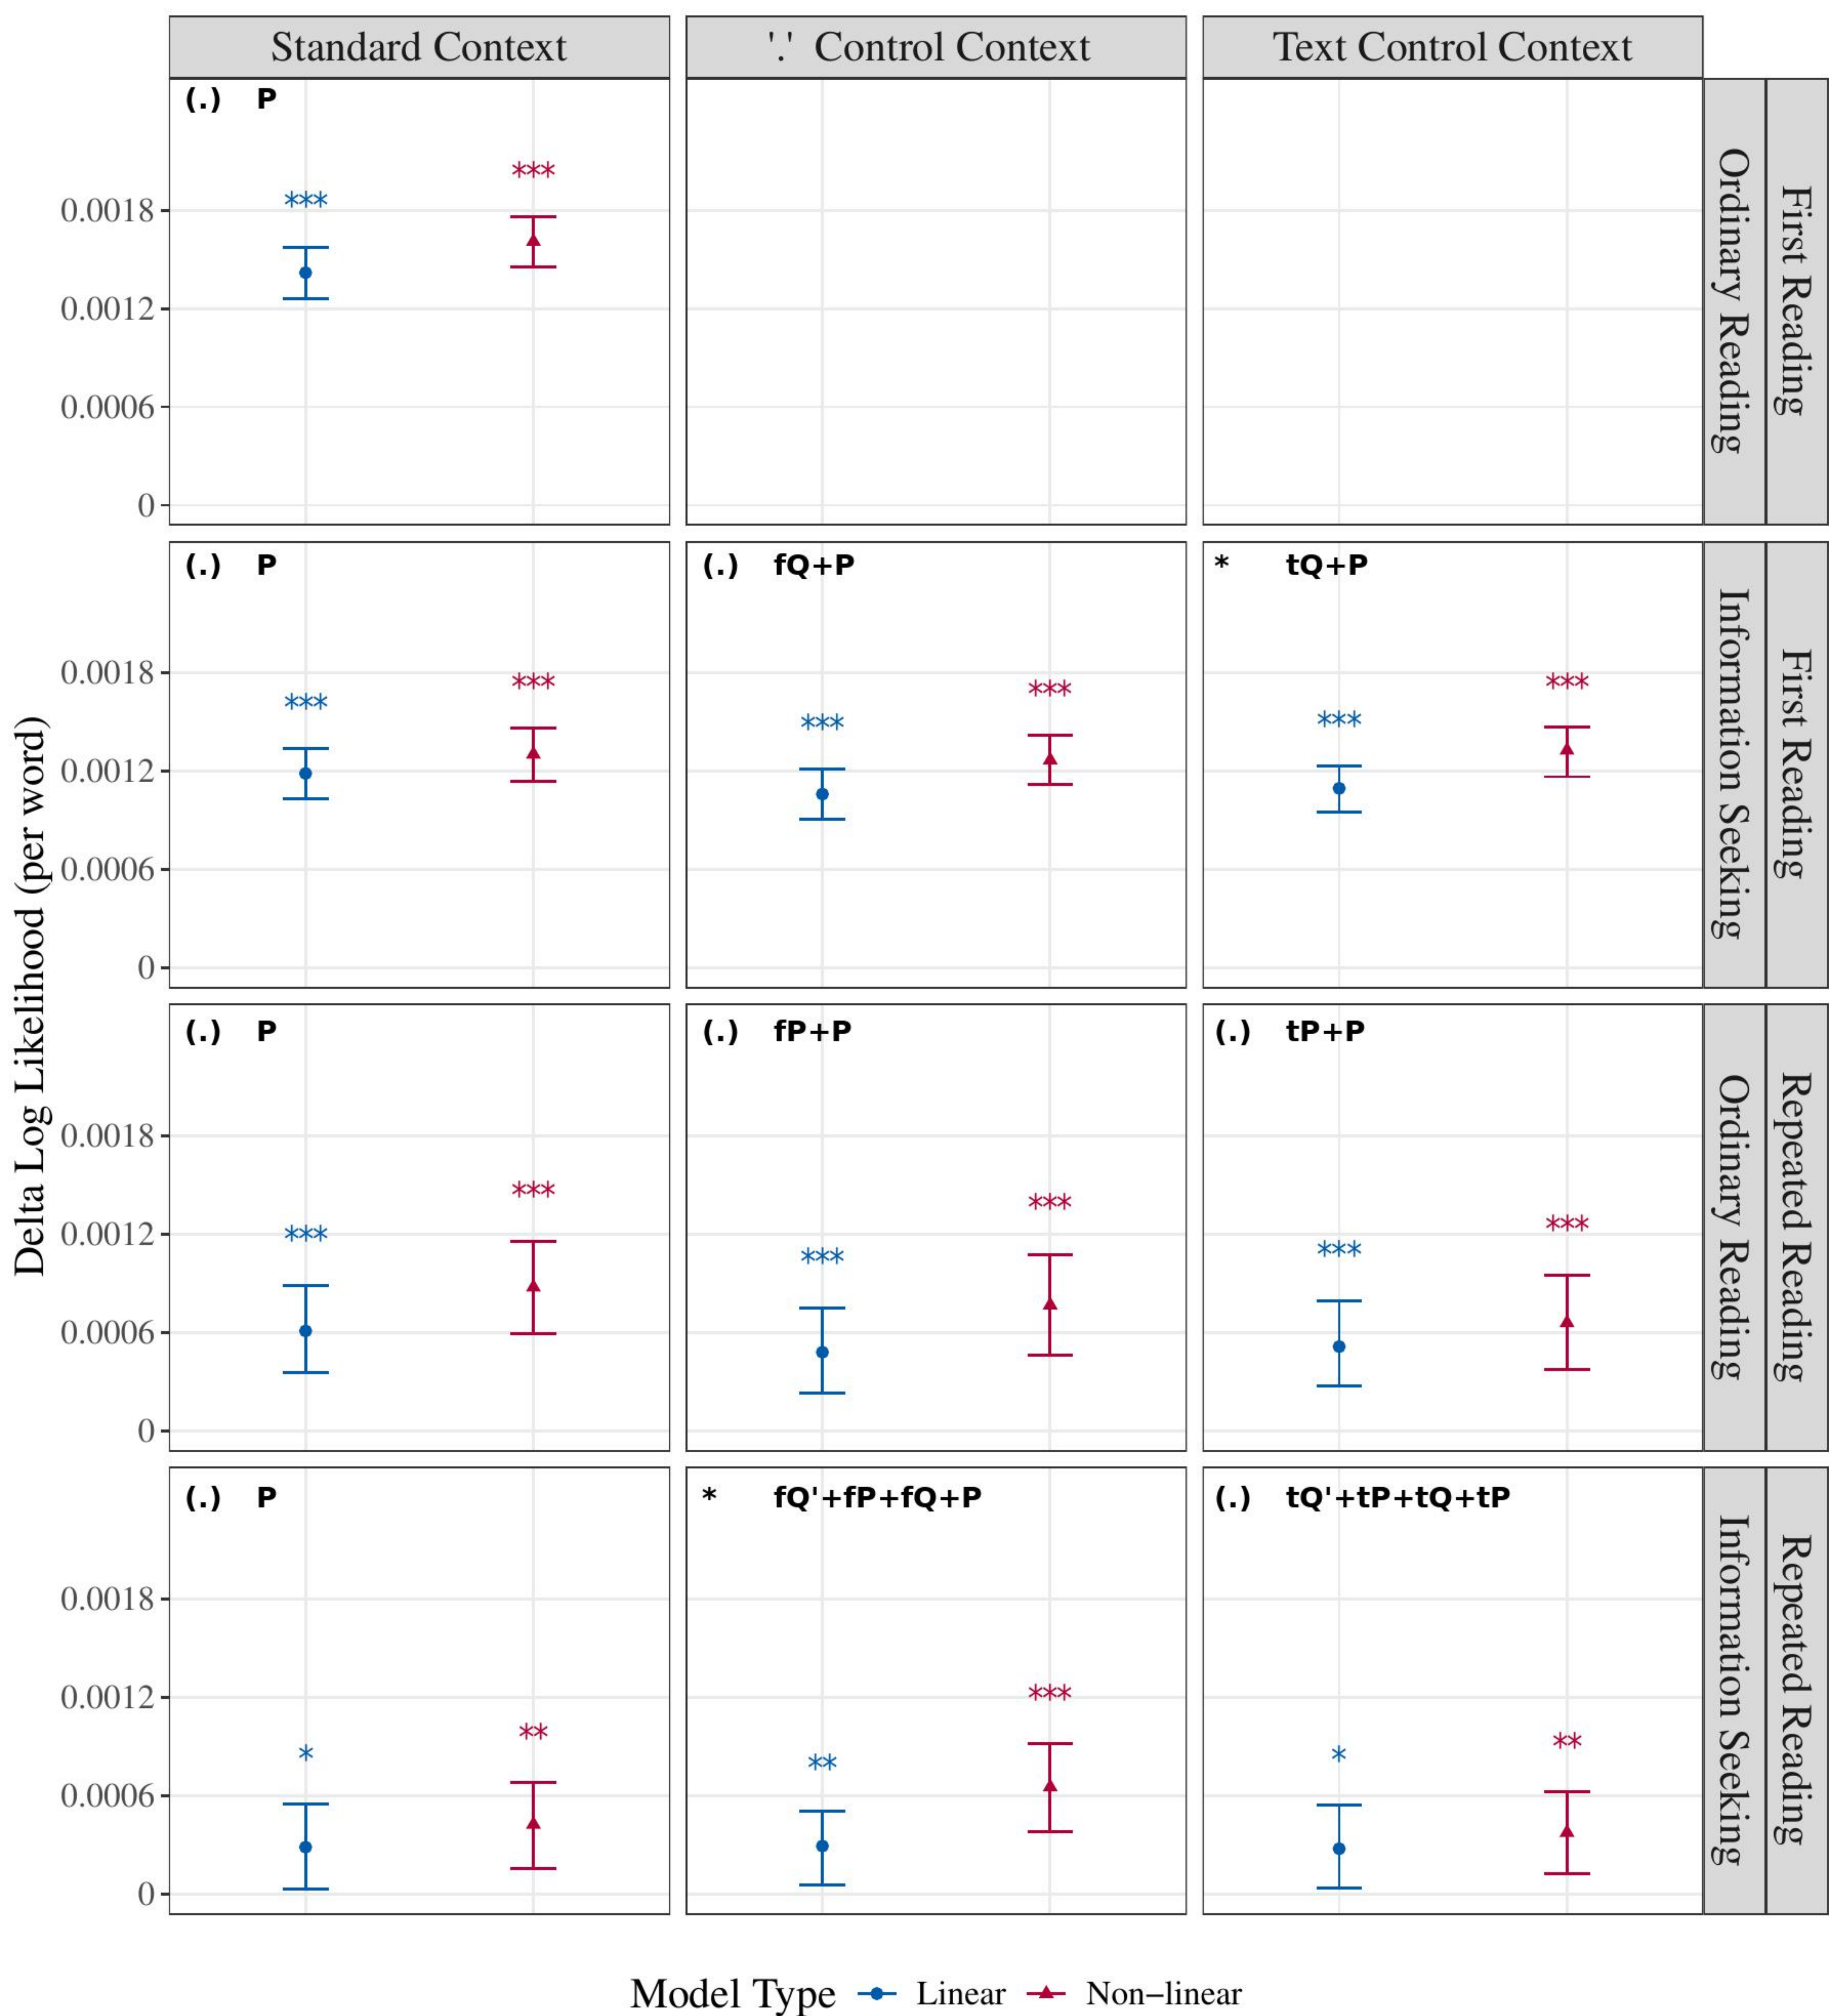 Standard Context
'.' Control Context
Text Control Context
Delta Log Likelihood (per word)
(.) P
*** ***
0.0018
0.0012
0.0006
0
Ordinary Reading
First Reading
(.) P
*** ***
(.) fQ+P
*** ***
* tQ+P
*** ***
0.0018
0.0012
0.0006
0
Information Seeking
First Reading
(.) P
*** ***
(.) fP+P
*** ***
(.) tP+P
*** ***
0.0018
0.0012
0.0006
0
Ordinary Reading
Repeated Reading
(.) P
* **
* fQ'+fP+fQ+P
** ***
(.) tQ'+tP+tQ+tP
* **
0.0018
0.0012
0.0006
0
Information Seeking
Repeated Reading
Model Type Linear Non−linear